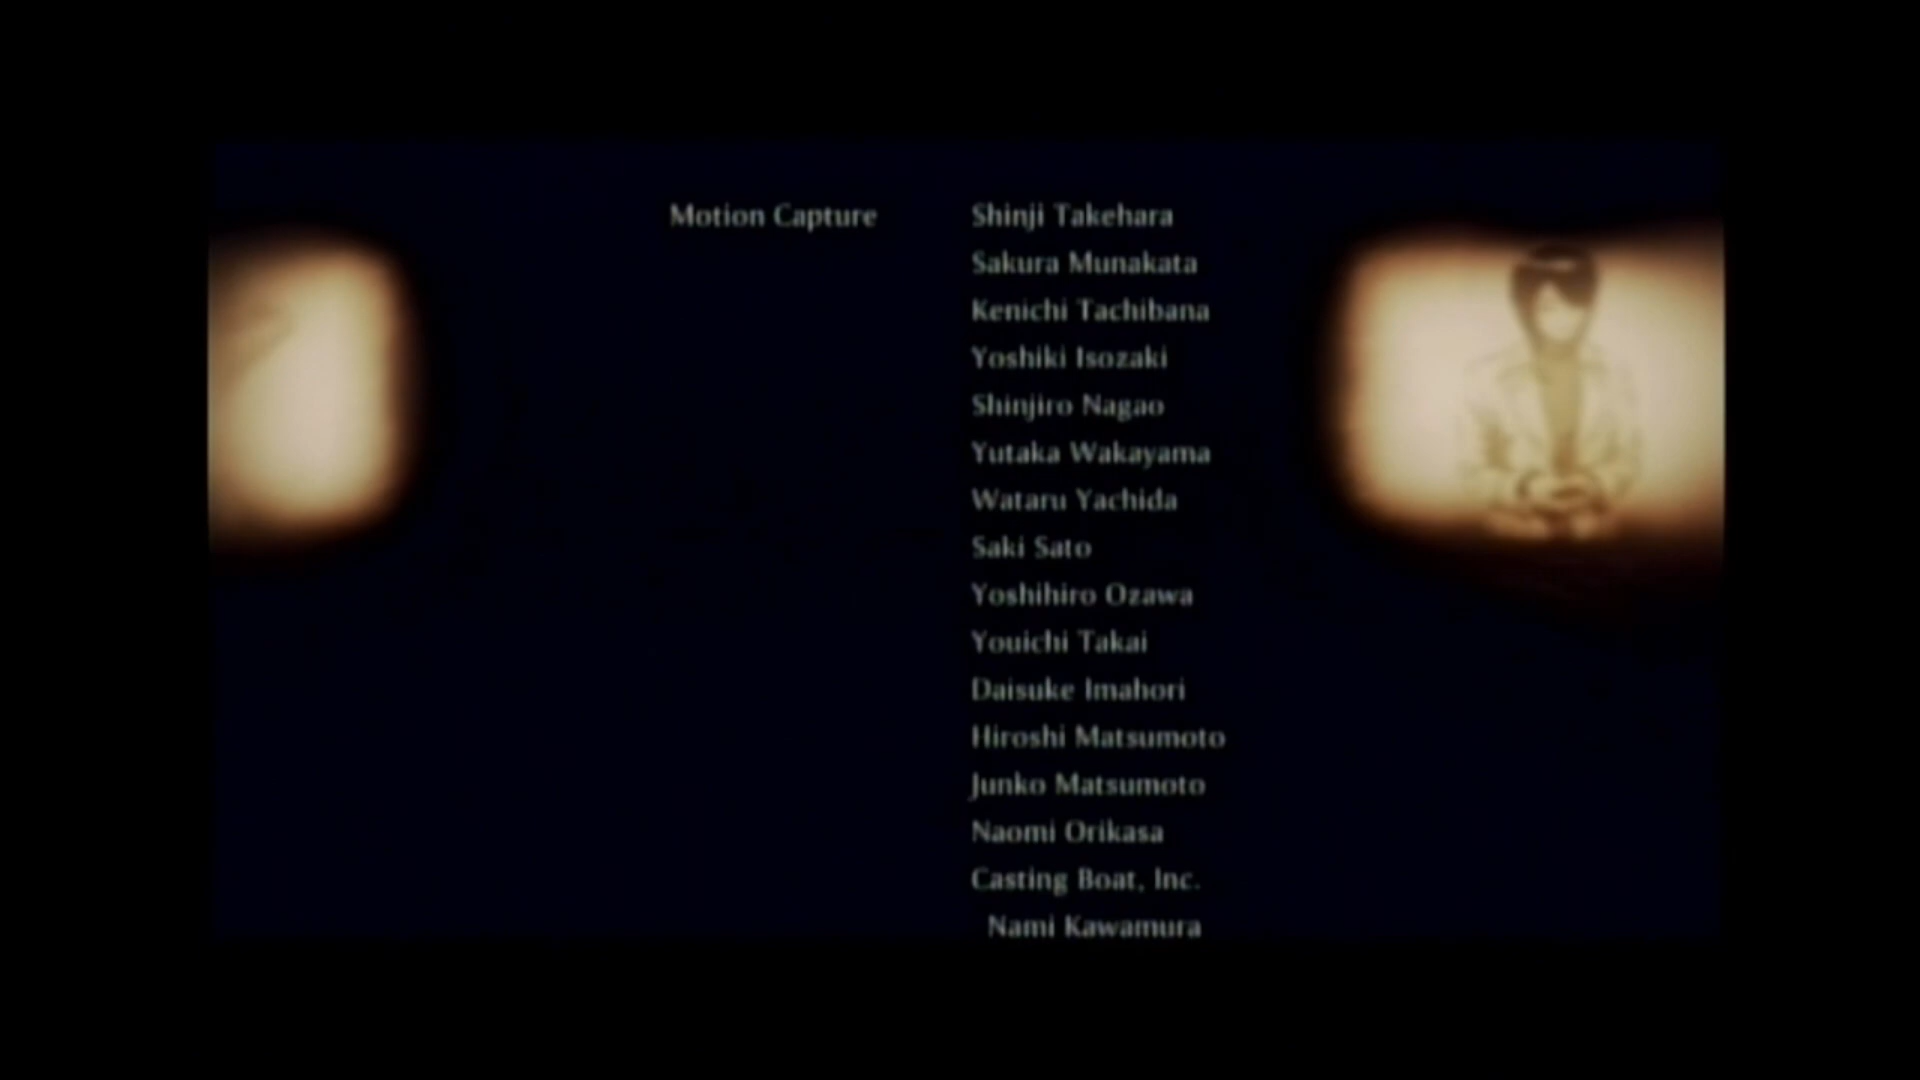 Motion Capture Shinji Takehara
Sakura Munakata
Kenichi Tachibana
Yoshiki Isozaki
Shinjiro Nagao
Yutaka Wakayama
Wataru Yachida
Saki Sato
Yoshihiro Ozawa
Youichi Takai
Daisuke Imahori
Hiroshi Matsumoto
Junko Matsumoto
Naomi Orikasa
Casting Boat, Inc.
Nami Kawamura